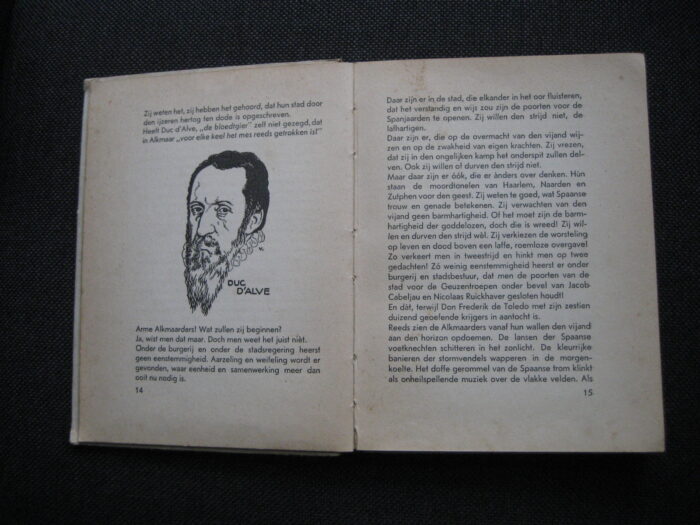 Zij weten het, zij hebben het gehoord, dat hun stad door
den ijzeren hertog ten dode is opgeschreven.
Heeft Duc d'Alve, „de bloedtgier" zelf niet gezegd, dat
in Alkmaar „voor elke keel het mes reeds getrokken is!"
DUC
D'ALVE
Arme Alkmaarders! Wat zullen zij beginnen?
Ja, wist men dat maar. Doch men weet het juist nièt.
Onder de burgerij en onder de stadsregering heerst
geen eenstemmigheid. Aarzeling en weifeling wordt er
gevonden, waar eenheid en samenwerking meer dan
ooit nu nodig is.
14
Daar zijn er in de stad, die elkander in het oor fluisteren,
dat het verstandig en wijs zou zijn de poorten voor de
Spanjaarden te openen. Zij willen den strijd niet, de
lafhartigen.
Daar zijn er, die op de overmacht van den vijand wij-
zen en op de zwakheid van eigen krachten. Zij vrezen,
dat zij in den ongelijken kamp het onderspit zullen del-
ven. Ook zij willen of durven den strijd niet.
Maar daar zijn er óók, die er ànders over denken. Hún
staan de moordtonelen van Haarlem, Naarden en
Zutphen voor den geest. Zij weten te goed, wat Spaanse
trouw en genade betekenen. Zij verwachten van den
vijand geen barmhartigheid. Of het moet zijn de barm-
hartigheid der goddelozen, doch die is wreed! Zij wil-
len en durven den strijd wèl. Zij verkiezen de worsteling
op leven en dood boven een laffe, roemloze overgave!
Zo verkeert men in tweestrijd en hinkt men op twee
gedachten! Zó weinig eenstemmigheid heerst er onder
burgerij en stadsbestuur, dat men de poorten van de
stad voor de Geuzentroepen onder bevel van Jacob
Cabeljau en Nicolaas Ruickhaver gesloten houdt!
En dát, terwijl Don Frederik de Toledo met zijn zestien
duizend geoefende krijgers in aantocht is.
Reeds zien de Alkmaarders vanaf hun wallen den vijand
aan den horizon opdoemen. De lansen der Spaanse
voetknechten schitteren in het zonlicht. De kleurrijke
banieren der stormvendels wapperen in de morgen-
koelte. Het doffe gerommel van de Spaanse trom klinkt
als onheilspellende muziek over de vlakke velden. Als
15